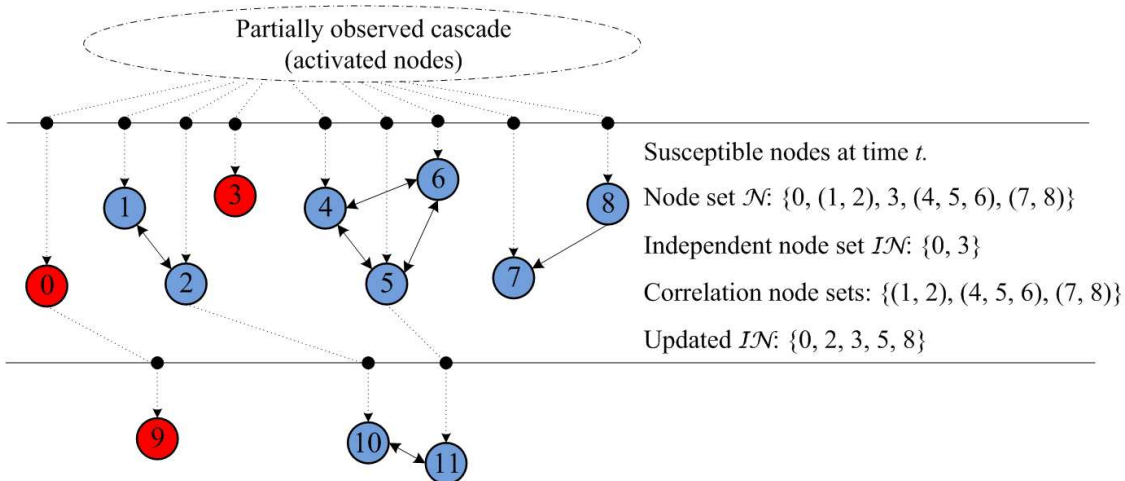 Partially observed cascade
(activated nodes)
Susceptible nodes at time t.
Node set 𝒩: {0, (1, 2), 3, (4, 5, 6), (7, 8)}
Independent node set ℐ𝒩: {0, 3}
Correlation node sets: {(1, 2), (4, 5, 6), (7, 8)}
Updated ℐ𝒩: {0, 2, 3, 5, 8}
0
1
2
3
4
5
6
7
8
9
10
11